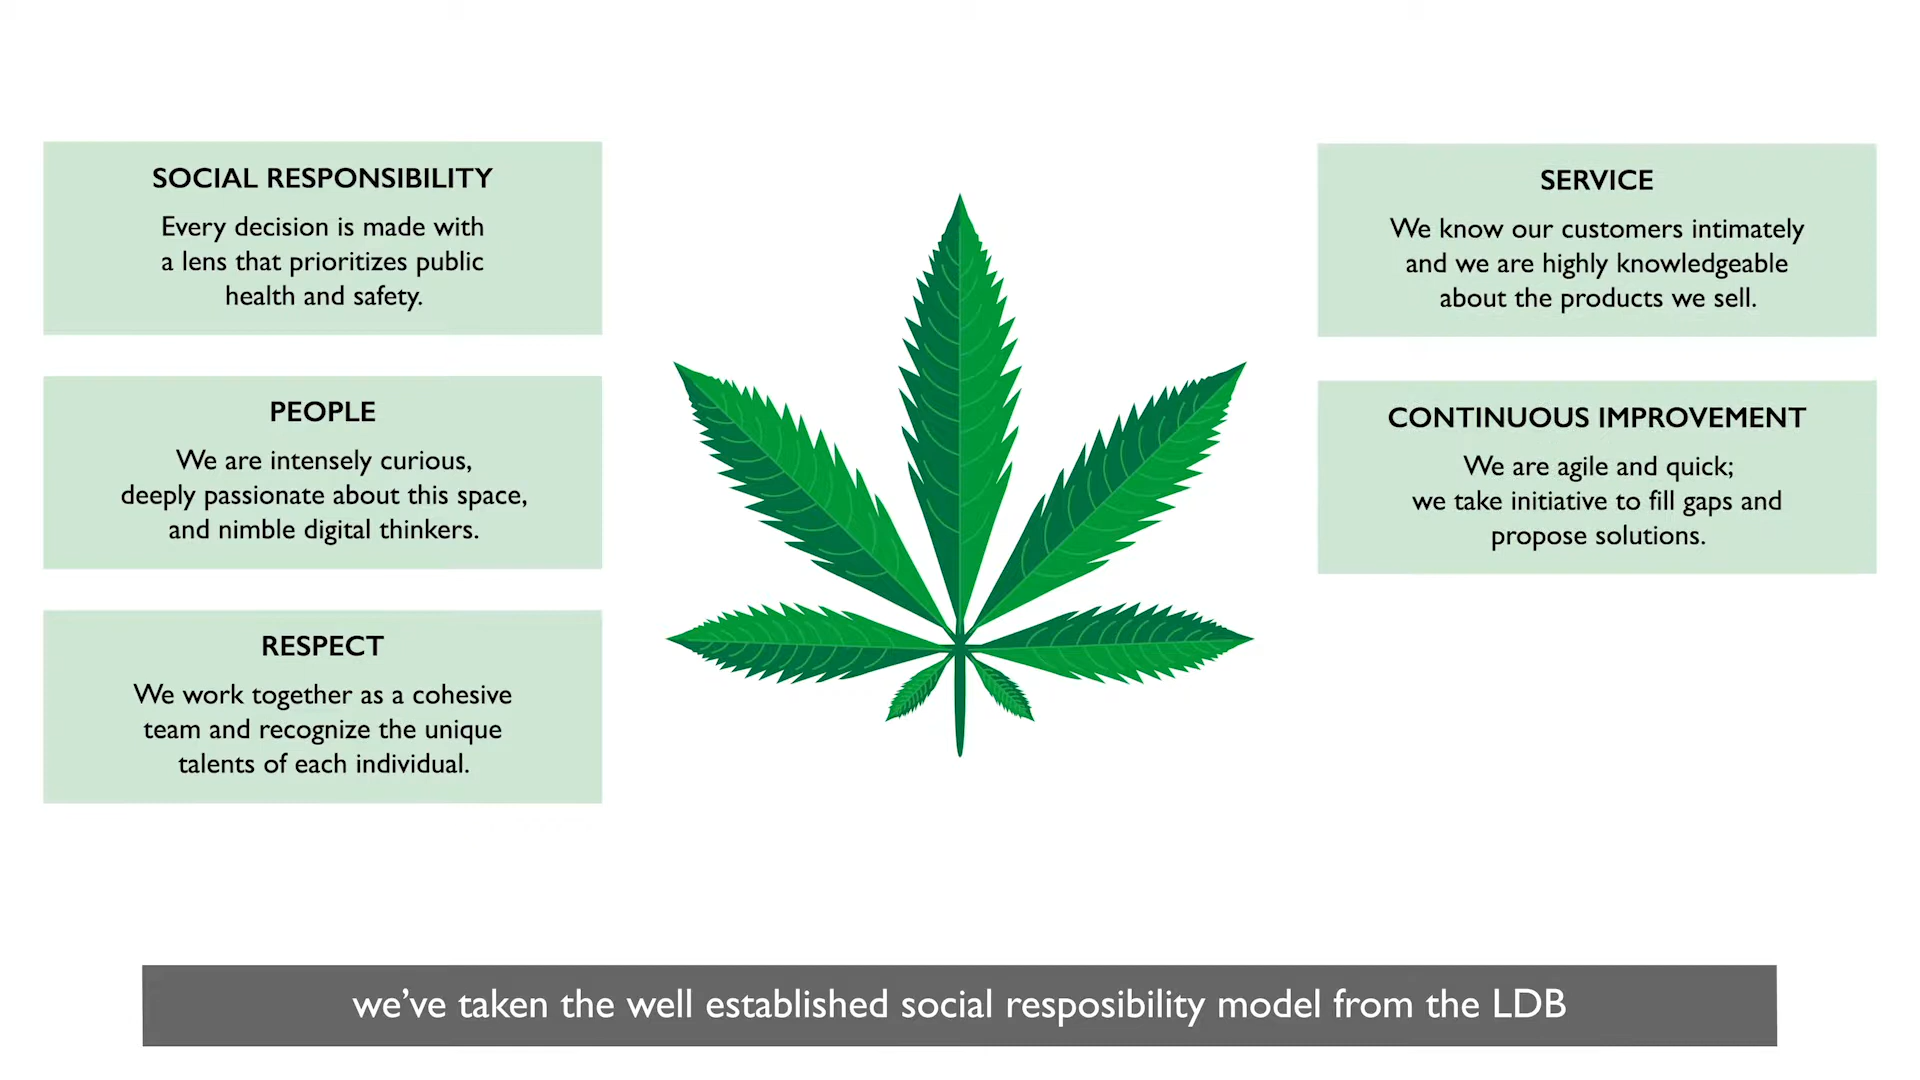 SOCIAL RESPONSIBILITY
Every decision is made with
a lens that prioritizes public
health and safety.
PEOPLE
We are intensely curious,
deeply passionate about this space,
and nimble digital thinkers.
RESPECT
We work together as a cohesive
team and recognize the unique
talents of each individual.
SERVICE
We know our customers intimately
and we are highly knowledgeable
about the products we sell.
CONTINUOUS IMPROVEMENT
We are agile and quick;
we take initiative to fill gaps and
propose solutions.
we’ve taken the well established social resposibility model from the LDB